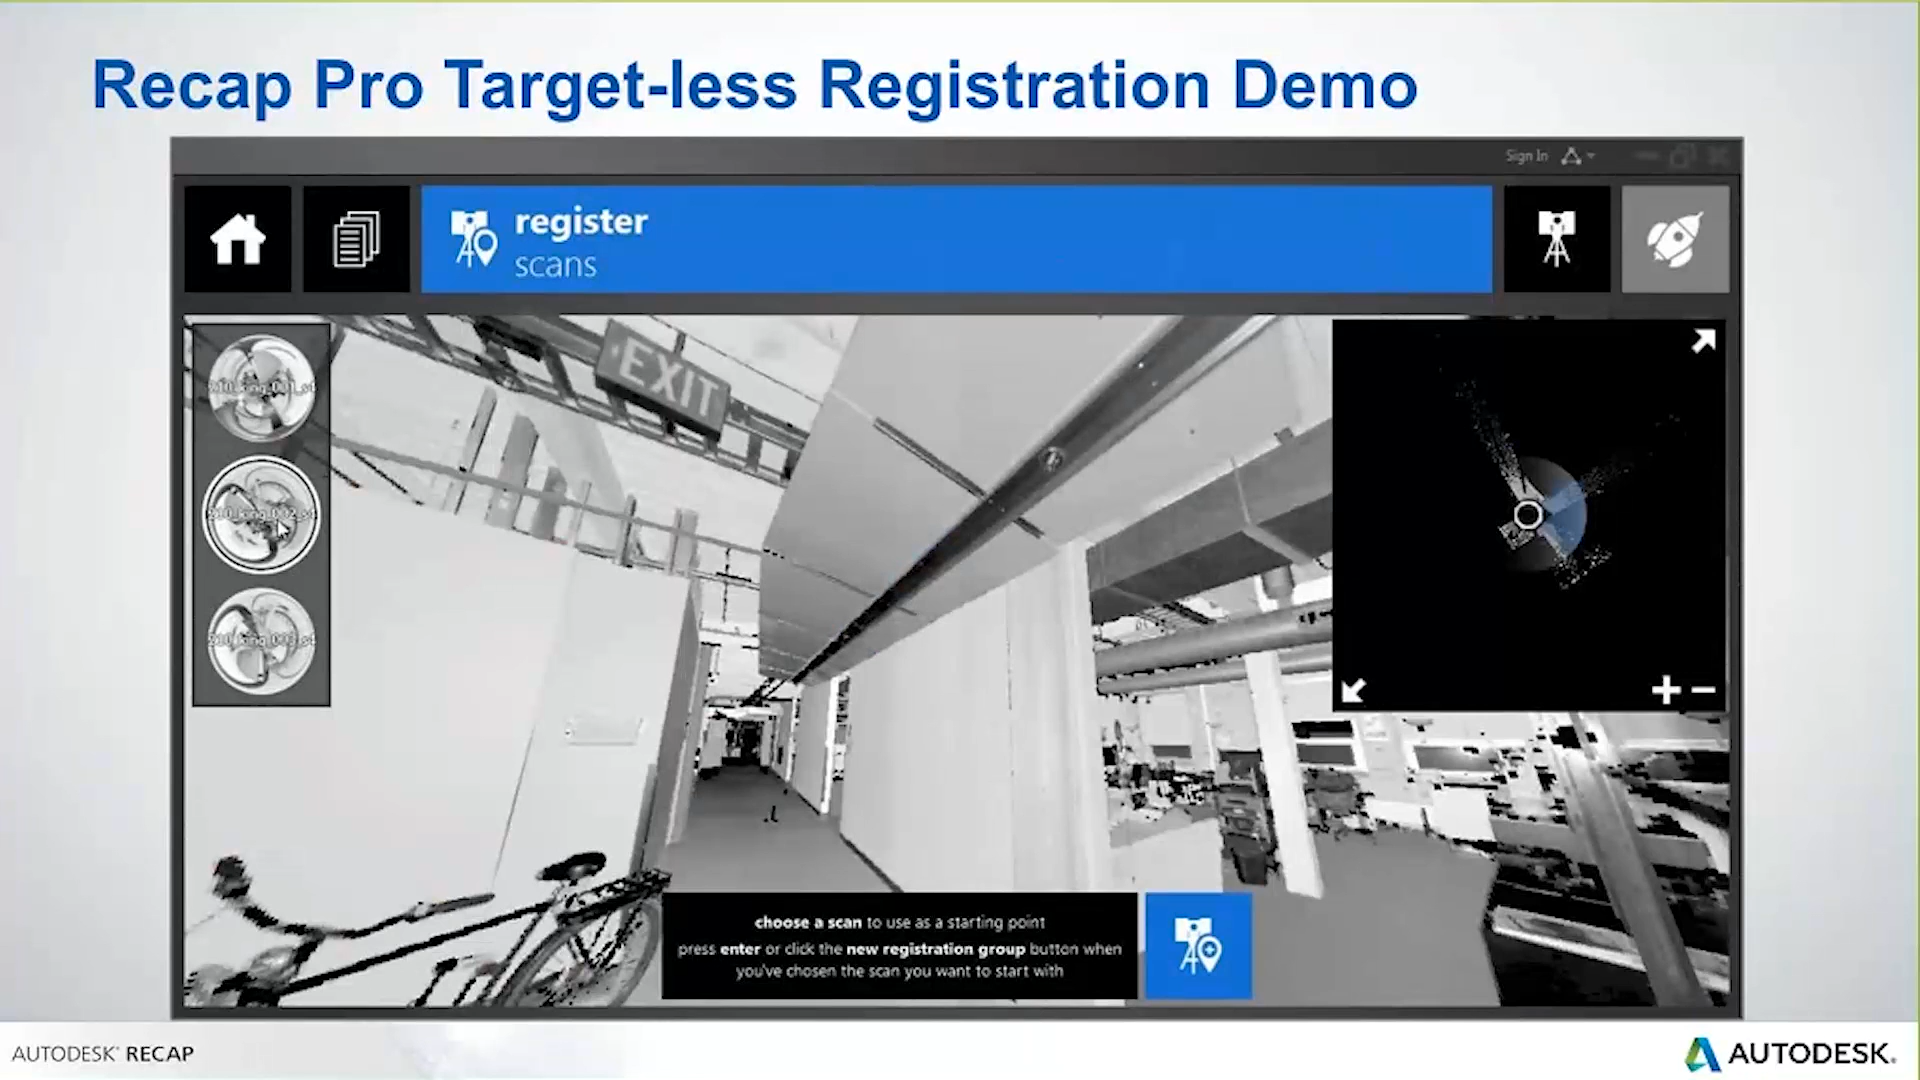 Recap Pro Target-less Registration Demo
Sign In
register
scans
EXIT
choose a scan to use as a starting point
press enter or click the new registration group button when
you've chosen the scan you want to start with
AUTODESK® RECAP
AUTODESK.